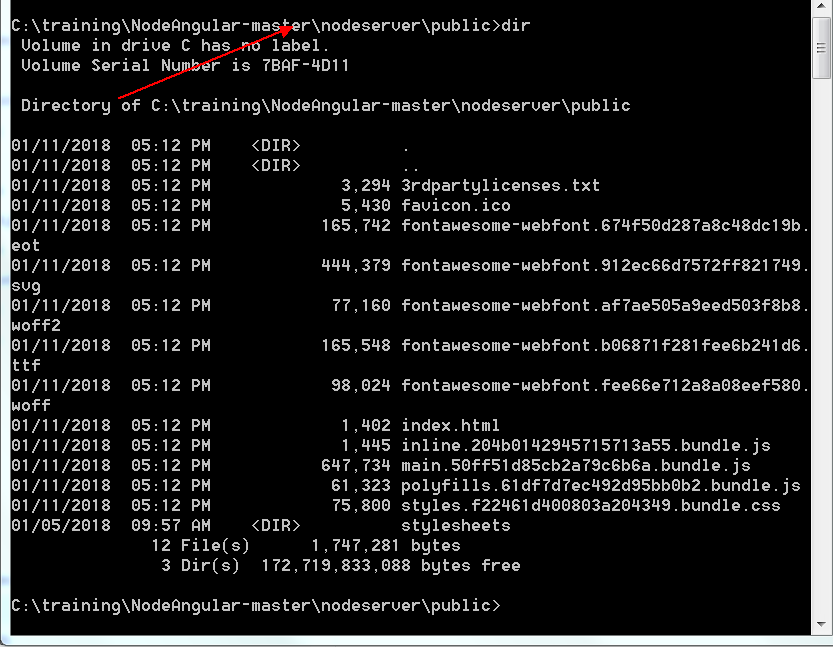 C:\training\NodeAngular-master\nodeserver\public>dir
Volume in drive C has no label.
Volume Serial Number is 7BAF-4D11
Directory of C:\training\NodeAngular-master\nodeserver\public
01/11/2018  05:12 PM    <DIR>          .
01/11/2018  05:12 PM    <DIR>          ..
01/11/2018  05:12 PM             3,294 3rdpartylicenses.txt
01/11/2018  05:12 PM             5,430 favicon.ico
01/11/2018  05:12 PM           165,742 fontawesome-webfont.674f50d287a8c48dc19b.
eot
01/11/2018  05:12 PM           444,379 fontawesome-webfont.912ec66d7572ff821749.
svg
01/11/2018  05:12 PM            77,160 fontawesome-webfont.af7ae505a9eed503f8b8.
woff2
01/11/2018  05:12 PM           165,548 fontawesome-webfont.b06871f281fee6b241d6.
ttf
01/11/2018  05:12 PM            98,024 fontawesome-webfont.fee66e712a8a08eef580.
woff
01/11/2018  05:12 PM             1,402 index.html
01/11/2018  05:12 PM             1,445 inline.204b0142945715713a55.bundle.js
01/11/2018  05:12 PM           647,734 main.50ff51d85cb2a79c6b6a.bundle.js
01/11/2018  05:12 PM            61,323 polyfills.61df7d7ec492d95bb0b2.bundle.js
01/11/2018  05:12 PM            75,800 styles.f22461d400803a204349.bundle.css
01/05/2018  09:57 AM    <DIR>          stylesheets
12 File(s)      1,747,281 bytes
3 Dir(s)  172,719,833,088 bytes free
C:\training\NodeAngular-master\nodeserver\public>